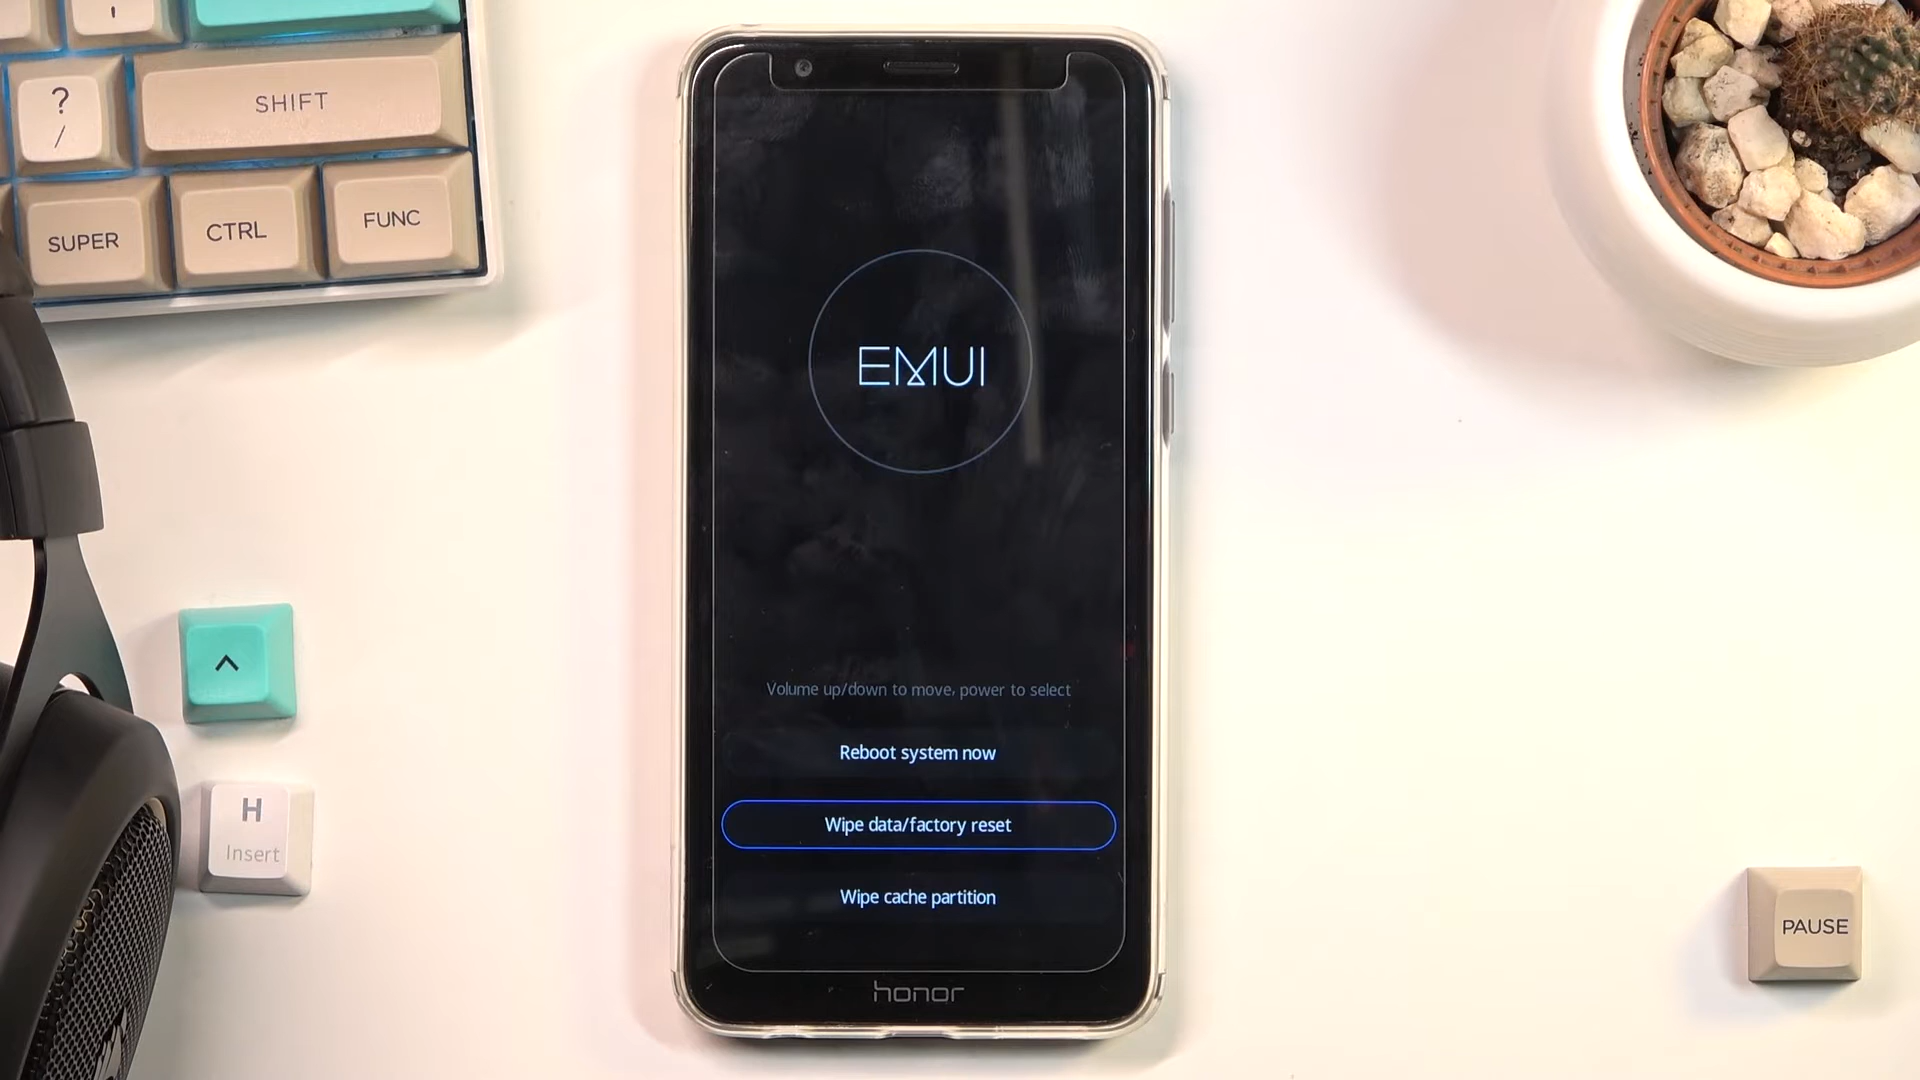 ?
/
SHIFT
SUPER
CTRL
FUNC
EMUI
^
H
Insert
Volume up/down to move, power to select
Reboot system now
Wipe data/factory reset
Wipe cache partition
PAUSE
honor